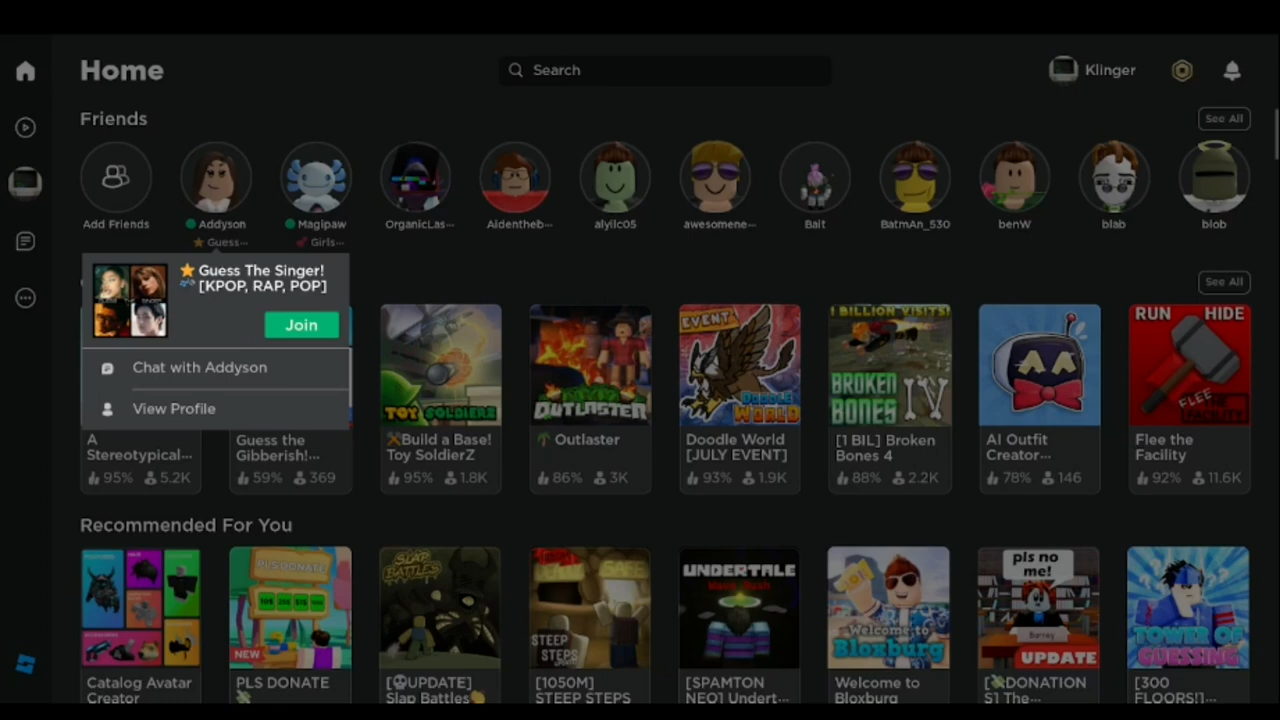 Home
Search
Klinger
Friends
See All
Add Friends
Addyson
Guess···
Magipaw
Girls···
OrganicLas···
Aidentheb···
alyilc05
awesomene···
Bait
BatMan_530
benW
blab
blob
Guess The Singer!
[KPOP, RAP, POP]
Join
Chat with Addyson
View Profile
See All
TOY SOLDIERZ
OUTLASTER
EVENT
DOODLE
WORLD
1 BILLION VISITS!
BROKEN
BONES IV
RUN HIDE
FLEE
THE
FACILITY
A
Stereotypical...
95% 5.2K
Guess the
Gibberish!...
59% 369
Build a Base!
Toy SoldierZ
95% 1.8K
Outlaster
86% 3K
Doodle World
[JULY EVENT]
93% 1.9K
[1 BIL] Broken
Bones 4
88% 2.2K
AI Outfit
Creator...
78% 146
Flee the
Facility
92% 11.6K
Recommended For You
PLS DONATE
NEW
SLAP
BATTLES
SAFE
STEEP
STEPS
UNDERTALE
Welcome to
Bloxburg
pls no
me!
UPDATE
TOWER OF
GUESSING
Catalog Avatar
Creator
PLS DONATE
[💀UPDATE]
Slap Battles👏
[1050M]
STEEP STEPS
[SPAMTON
NEO] Undert...
Welcome to
Bloxburg
[💸DONATION
S] The...
[300
FLOORS!]...